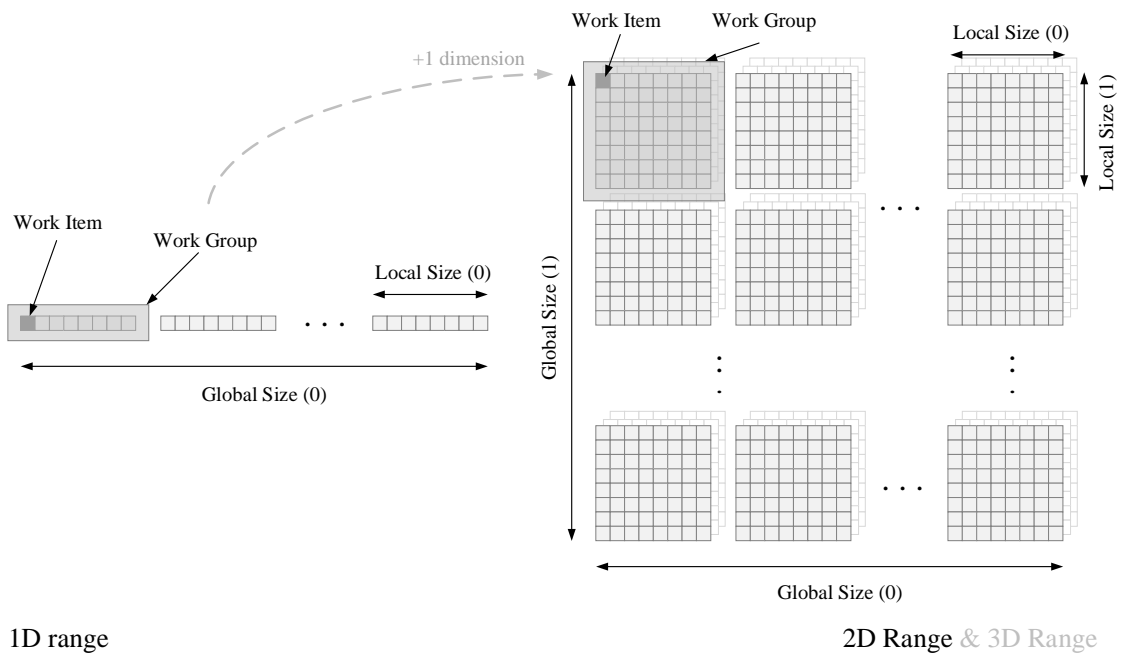 Work Item
Work Group
Local Size (0)
+1 dimension
Local Size (1)
Work Item
Work Group
Local Size (0)
. . .
Global Size (0)
Global Size (1)
. . .
. . .
Global Size (0)
1D range
2D Range & 3D Range